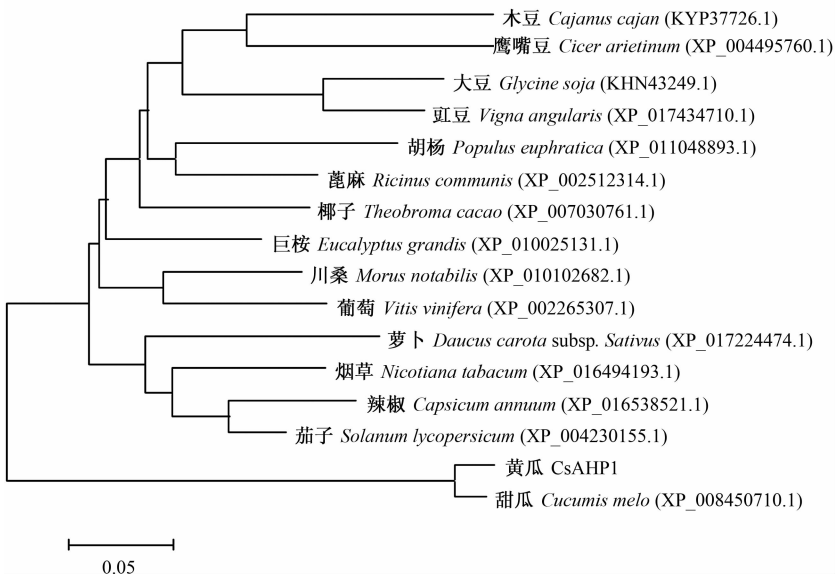 木豆 Cajanus cajan (KYP37726.1)
鹰嘴豆 Cicer arietinum (XP_004495760.1)
大豆 Glycine soja (KHN43249.1)
豇豆 Vigna angularis (XP_017434710.1)
胡杨 Populus euphratica (XP_011048893.1)
蓖麻 Ricinus communis (XP_002512314.1)
椰子 Theobroma cacao (XP_007030761.1)
巨桉 Eucalyptus grandis (XP_010025131.1)
川桑 Morus notabilis (XP_010102682.1)
葡萄 Vitis vinifera (XP_002265307.1)
萝卜 Daucus carota subsp. Sativus (XP_017224474.1)
烟草 Nicotiana tabacum (XP_016494193.1)
辣椒 Capsicum annuum (XP_016538521.1)
茄子 Solanum lycopersicum (XP_004230155.1)
黄瓜 CsAHP1
甜瓜 Cucumis melo (XP_008450710.1)
0.05